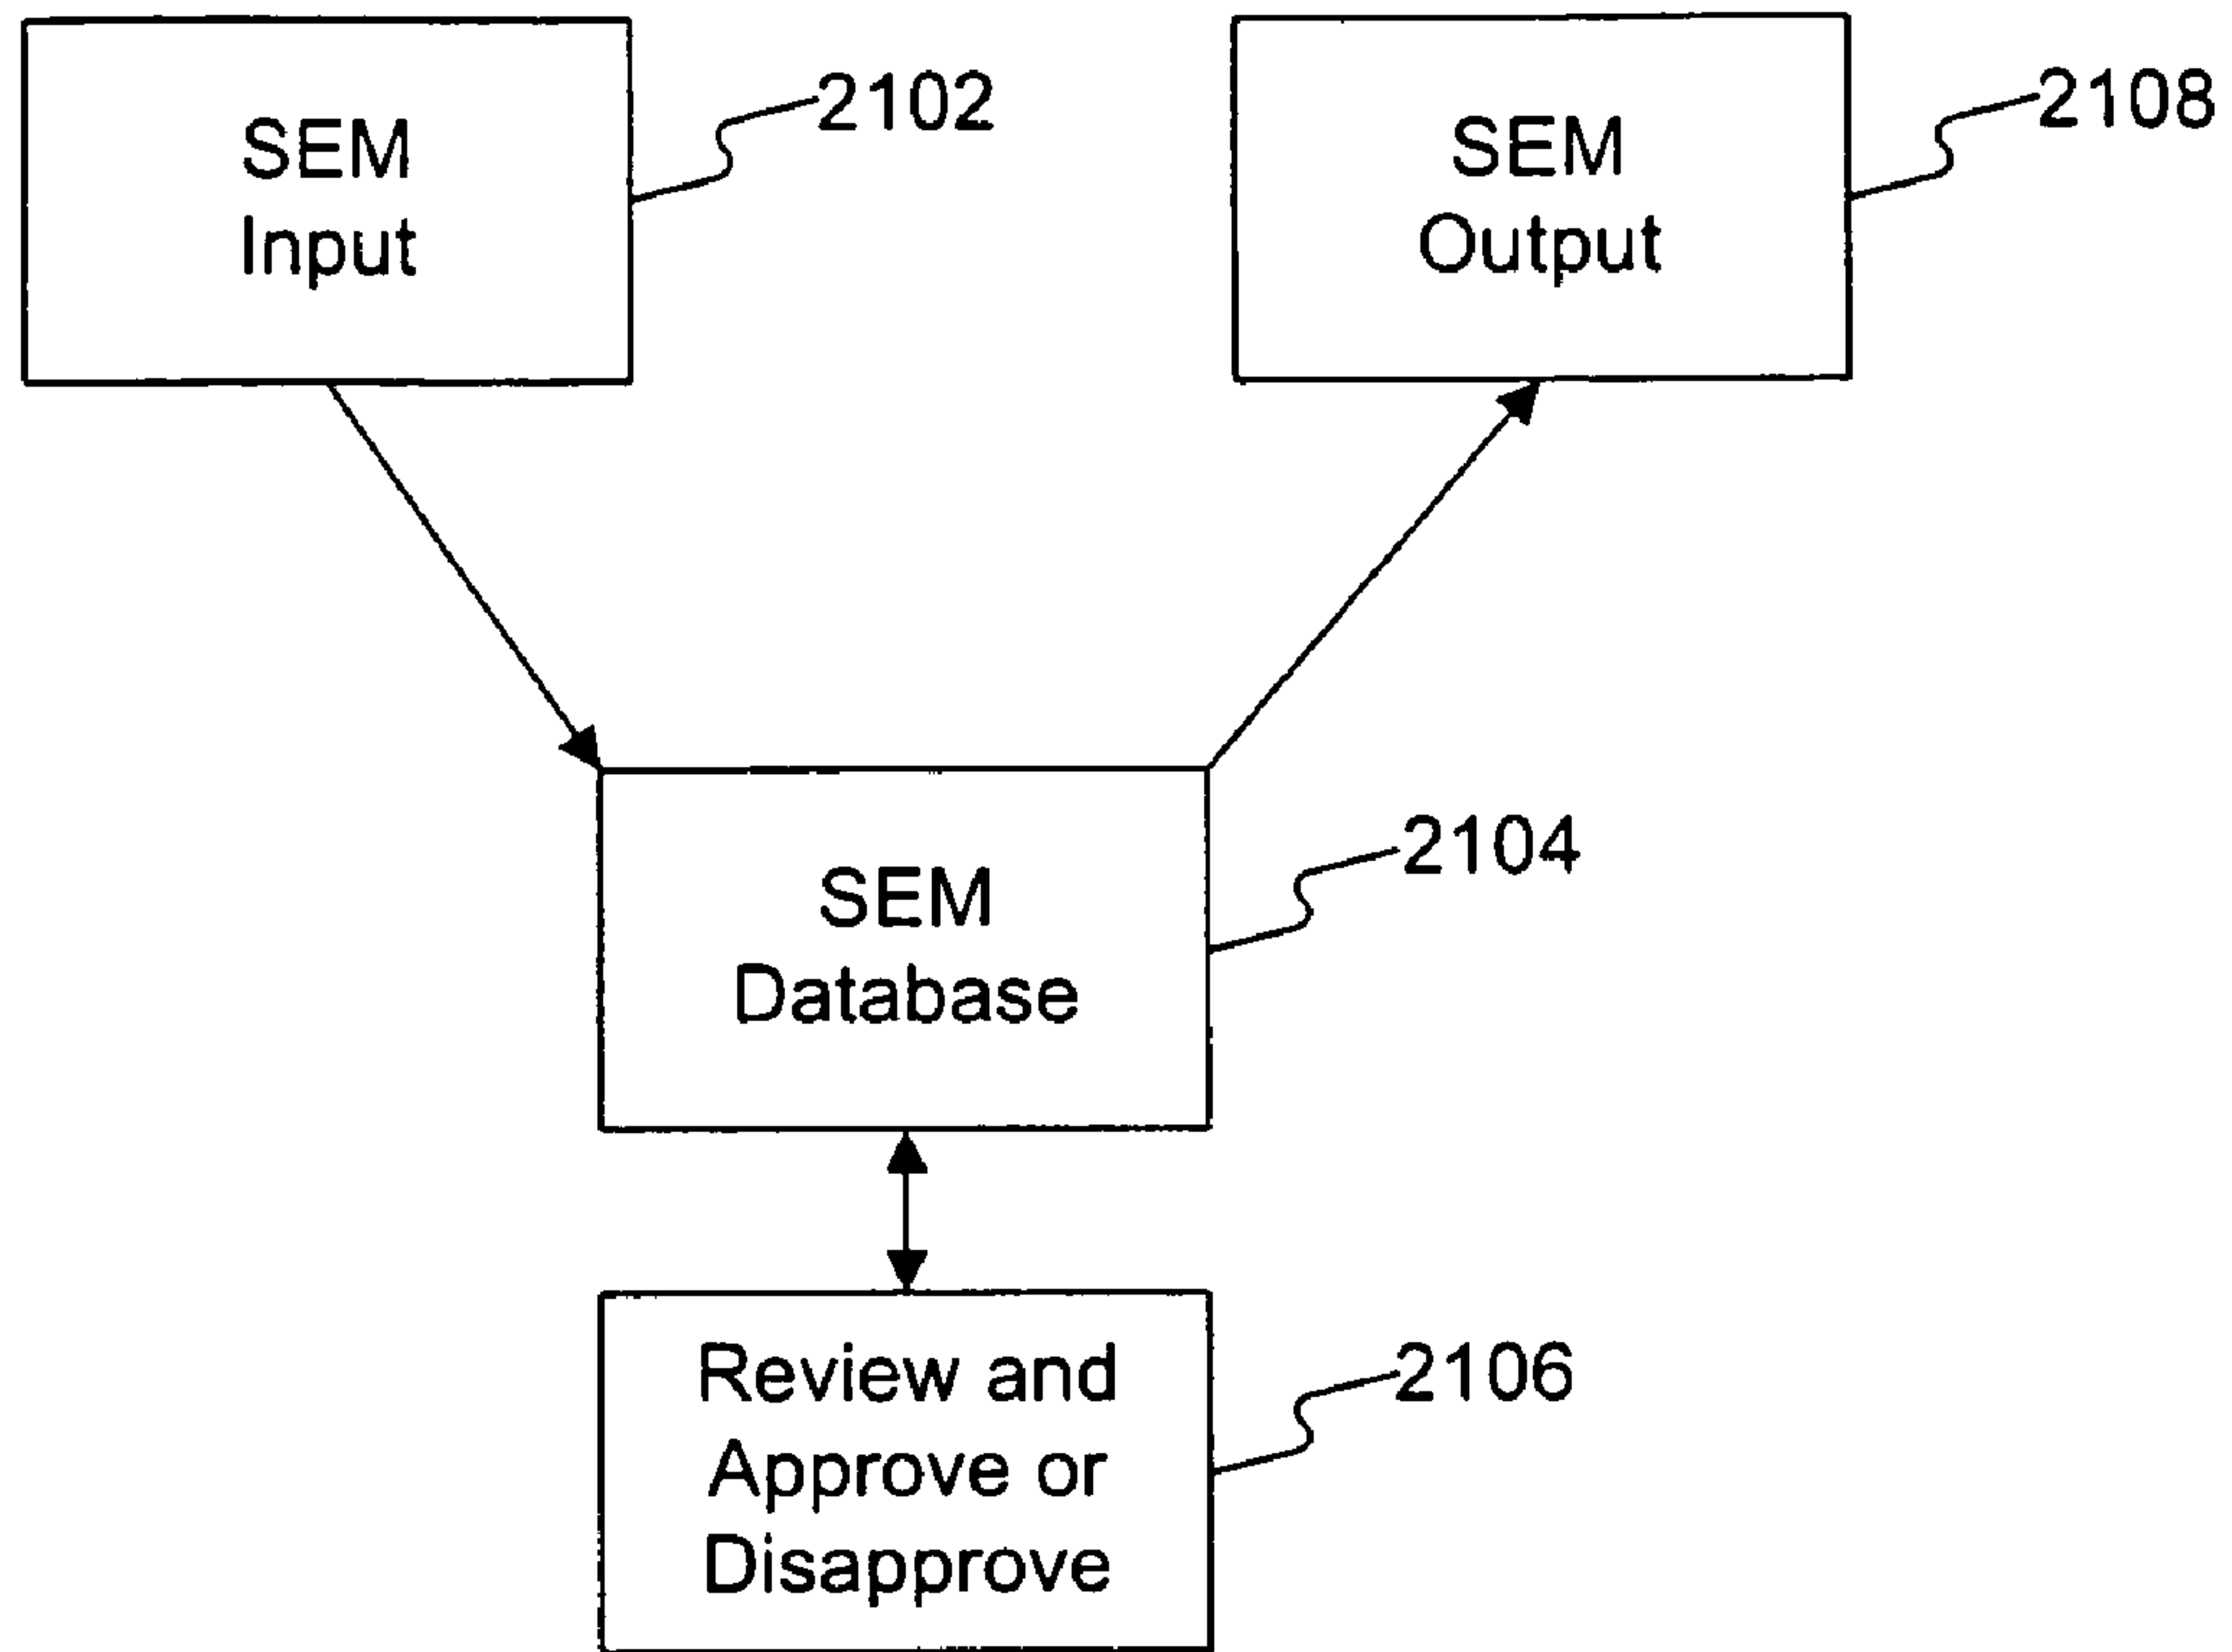 SEM
Input
2102
SEM
Output
2108
SEM
Database
2104
Review and
Approve or
Disapprove
2106